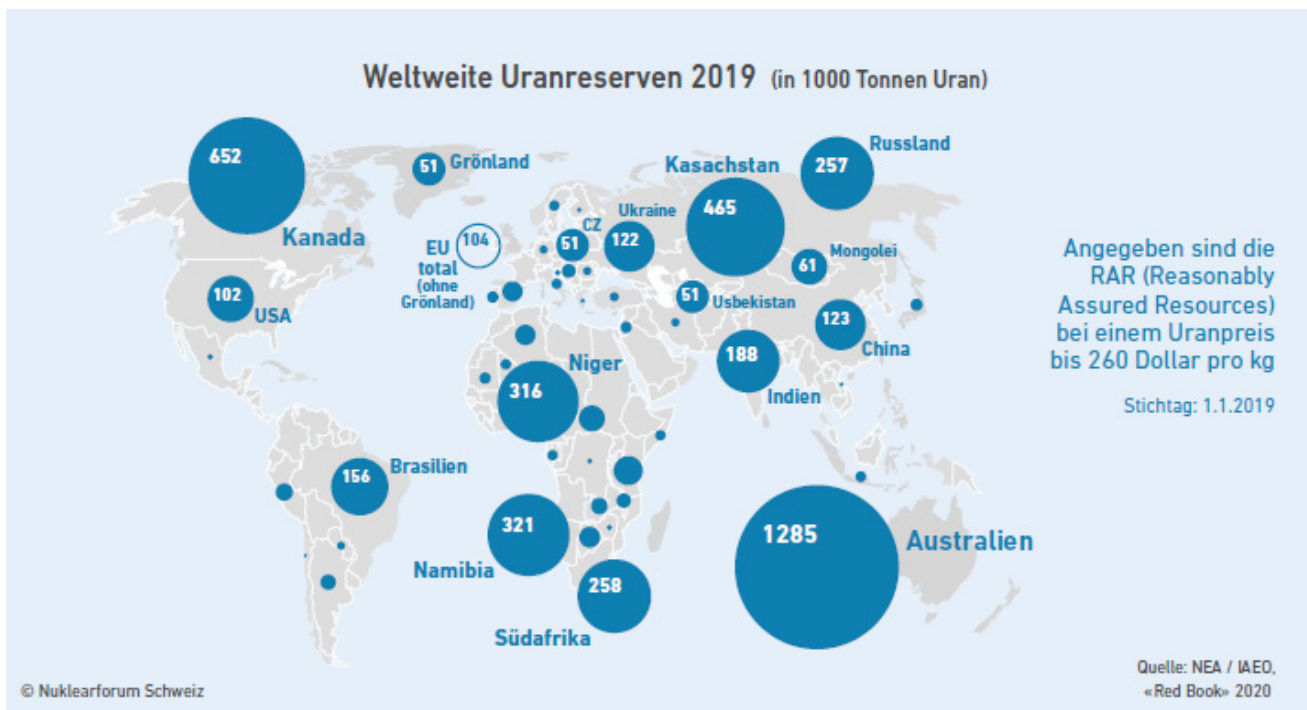 Weltweite Uranreserven 2019 (in 1000 Tonnen Uran)
652
Kanada
51
Grönland
Kasachstan
465
257
Russland
EU
total
(ohne
Grönland)
104
CZ
51
Ukraine
122
61
Mongolei
102
USA
51
Usbekistan
123
China
188
Indien
Niger
316
156
Brasilien
321
Namibia
258
Südafrika
1285
Australien
Angegeben sind die
RAR (Reasonably
Assured Resources)
bei einem Uranpreis
bis 260 Dollar pro kg
Stichtag: 1.1.2019
© Nuklearforum Schweiz
Quelle: NEA / IAEO,
«Red Book» 2020